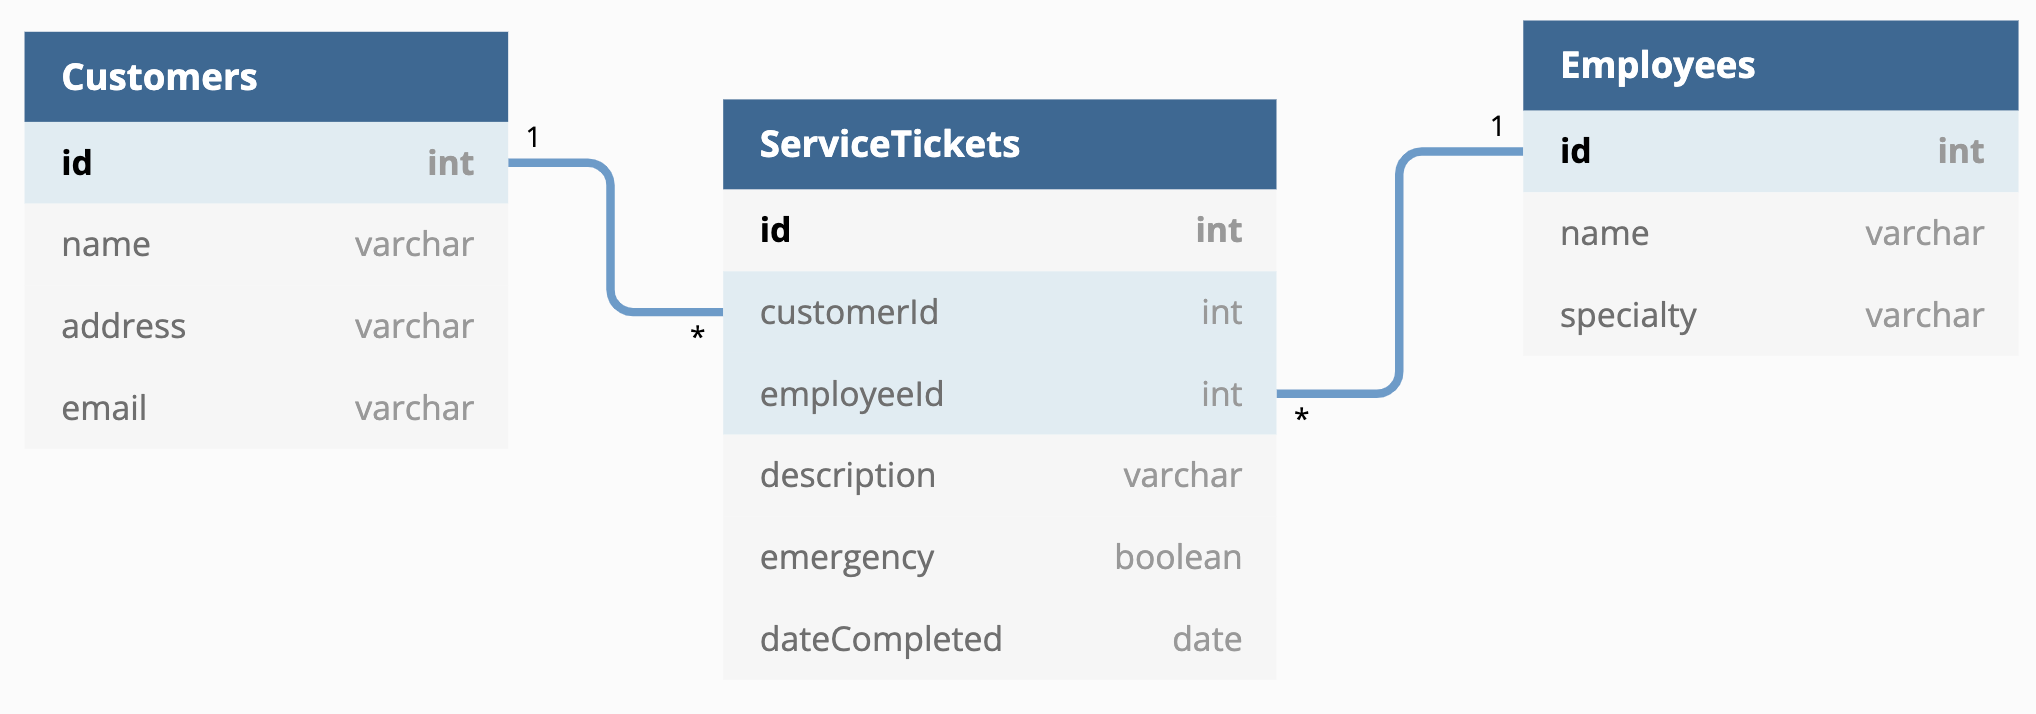 Customers
id int
name varchar
address varchar
email varchar
1
*
ServiceTickets
id int
customerId int
employeeId int
description varchar
emergency boolean
dateCompleted date
*
1
Employees
id int
name varchar
specialty varchar